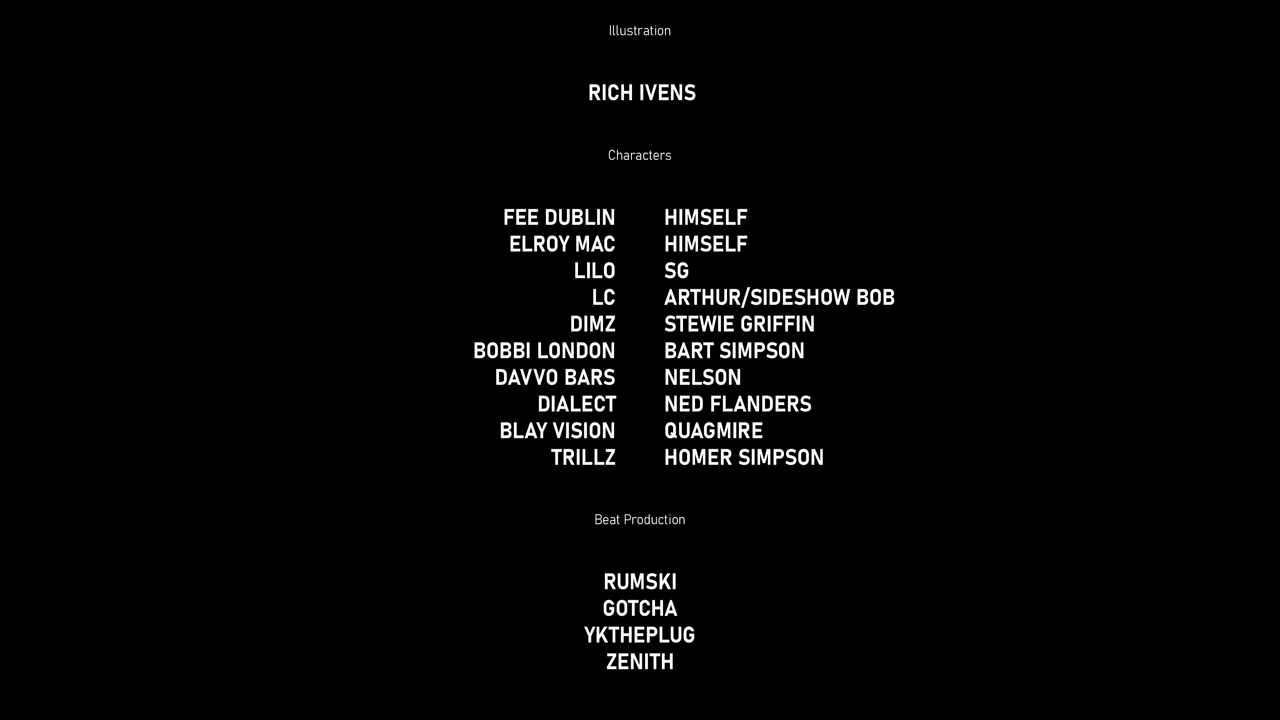 Illustration
RICH IVENS
Characters
FEE DUBLIN HIMSELF
ELROY MAC HIMSELF
LILO SG
LC ARTHUR/SIDESHOW BOB
DIMZ STEWIE GRIFFIN
BOBBI LONDON BART SIMPSON
DAVVO BARS NELSON
DIALECT NED FLANDERS
BLAY VISION QUAGMIRE
TRILLZ HOMER SIMPSON
Beat Production
RUMSKI
GOTCHA
YKTHEPLUG
ZENITH